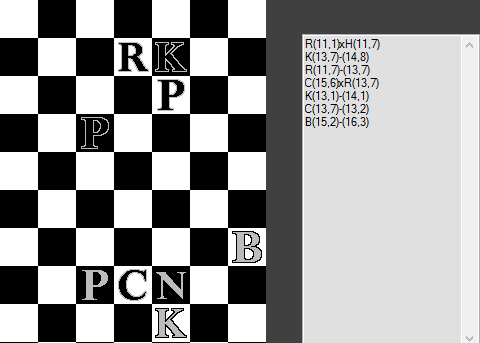 R K
P
P
B
P C N
K
R(11,1)xH(11,7)
K(13,7)-(14,8)
R(11,7)-(13,7)
C(15,6)xR(13,7)
K(13,1)-(14,1)
C(13,7)-(13,2)
B(15,2)-(16,3)